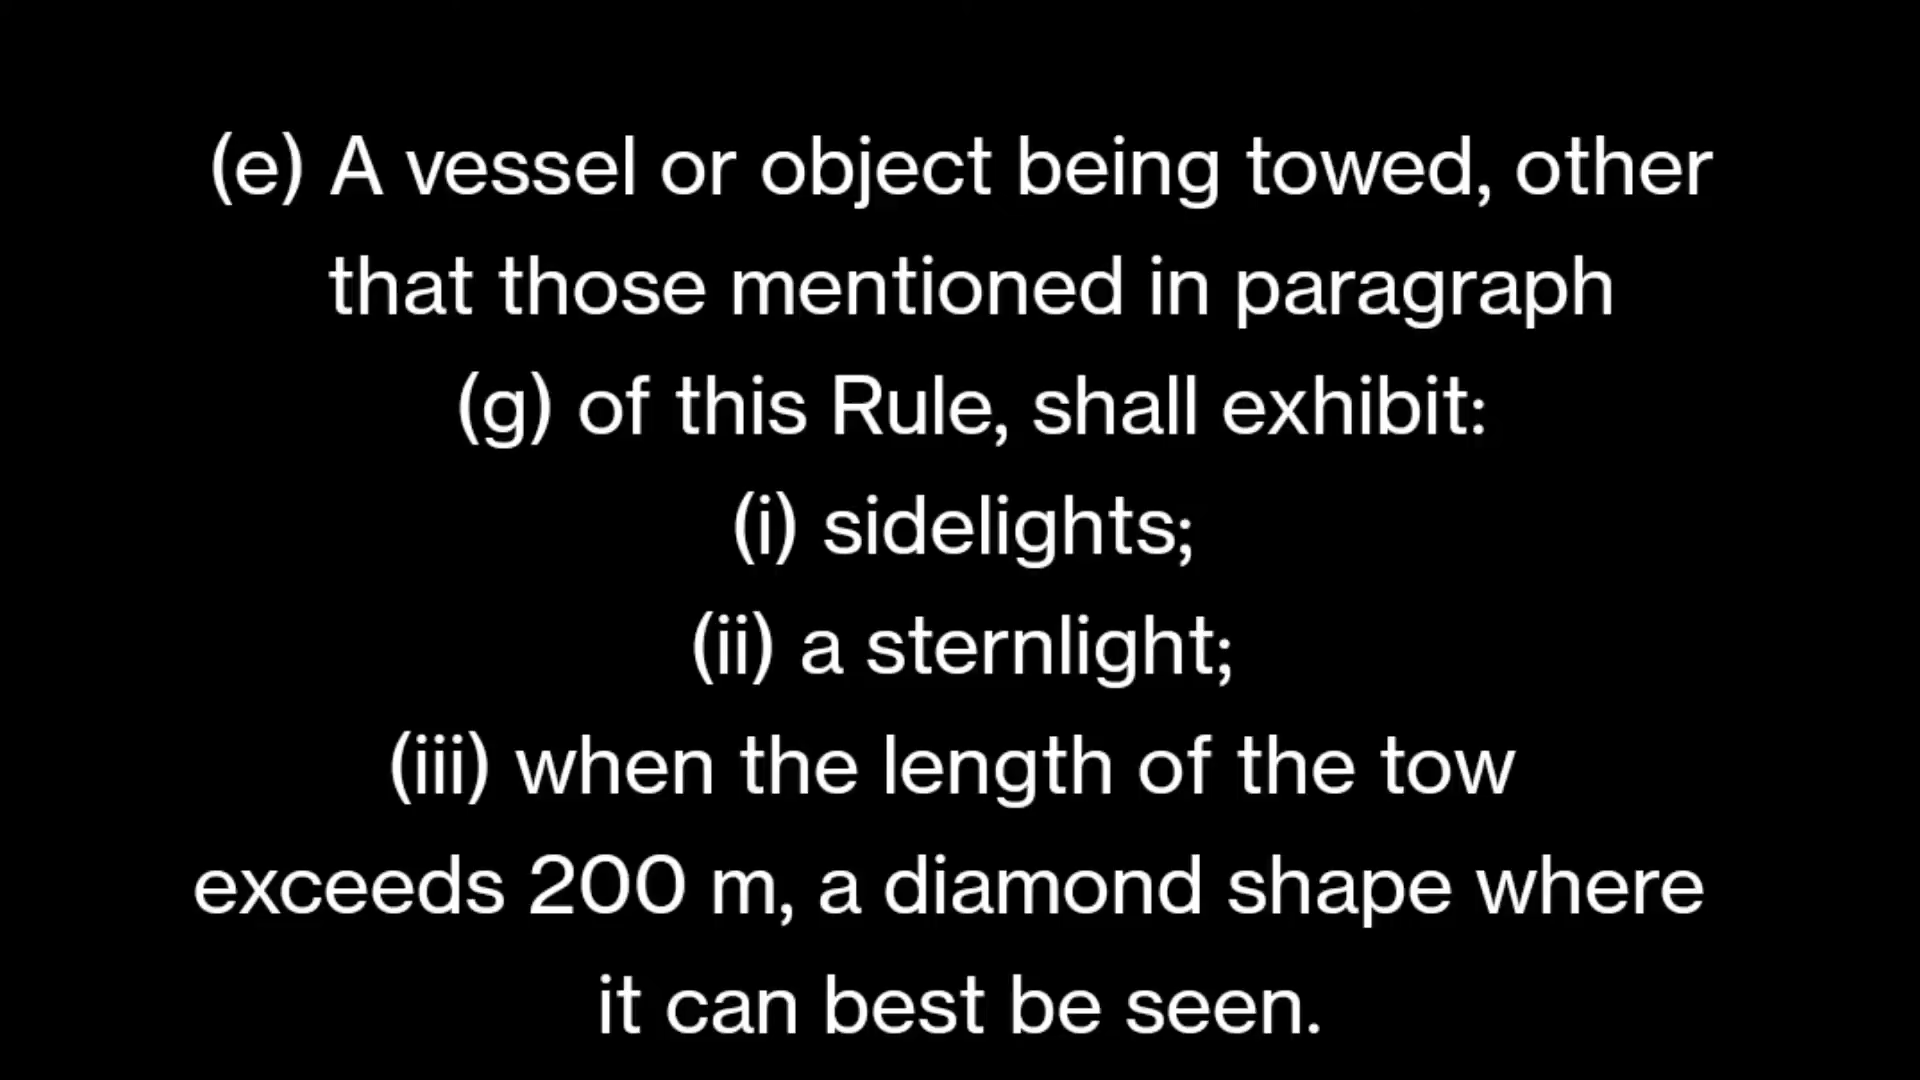 (e) A vessel or object being towed, other
that those mentioned in paragraph
(g) of this Rule, shall exhibit:
(i) sidelights;
(ii) a sternlight;
(iii) when the length of the tow
exceeds 200 m, a diamond shape where
it can best be seen.